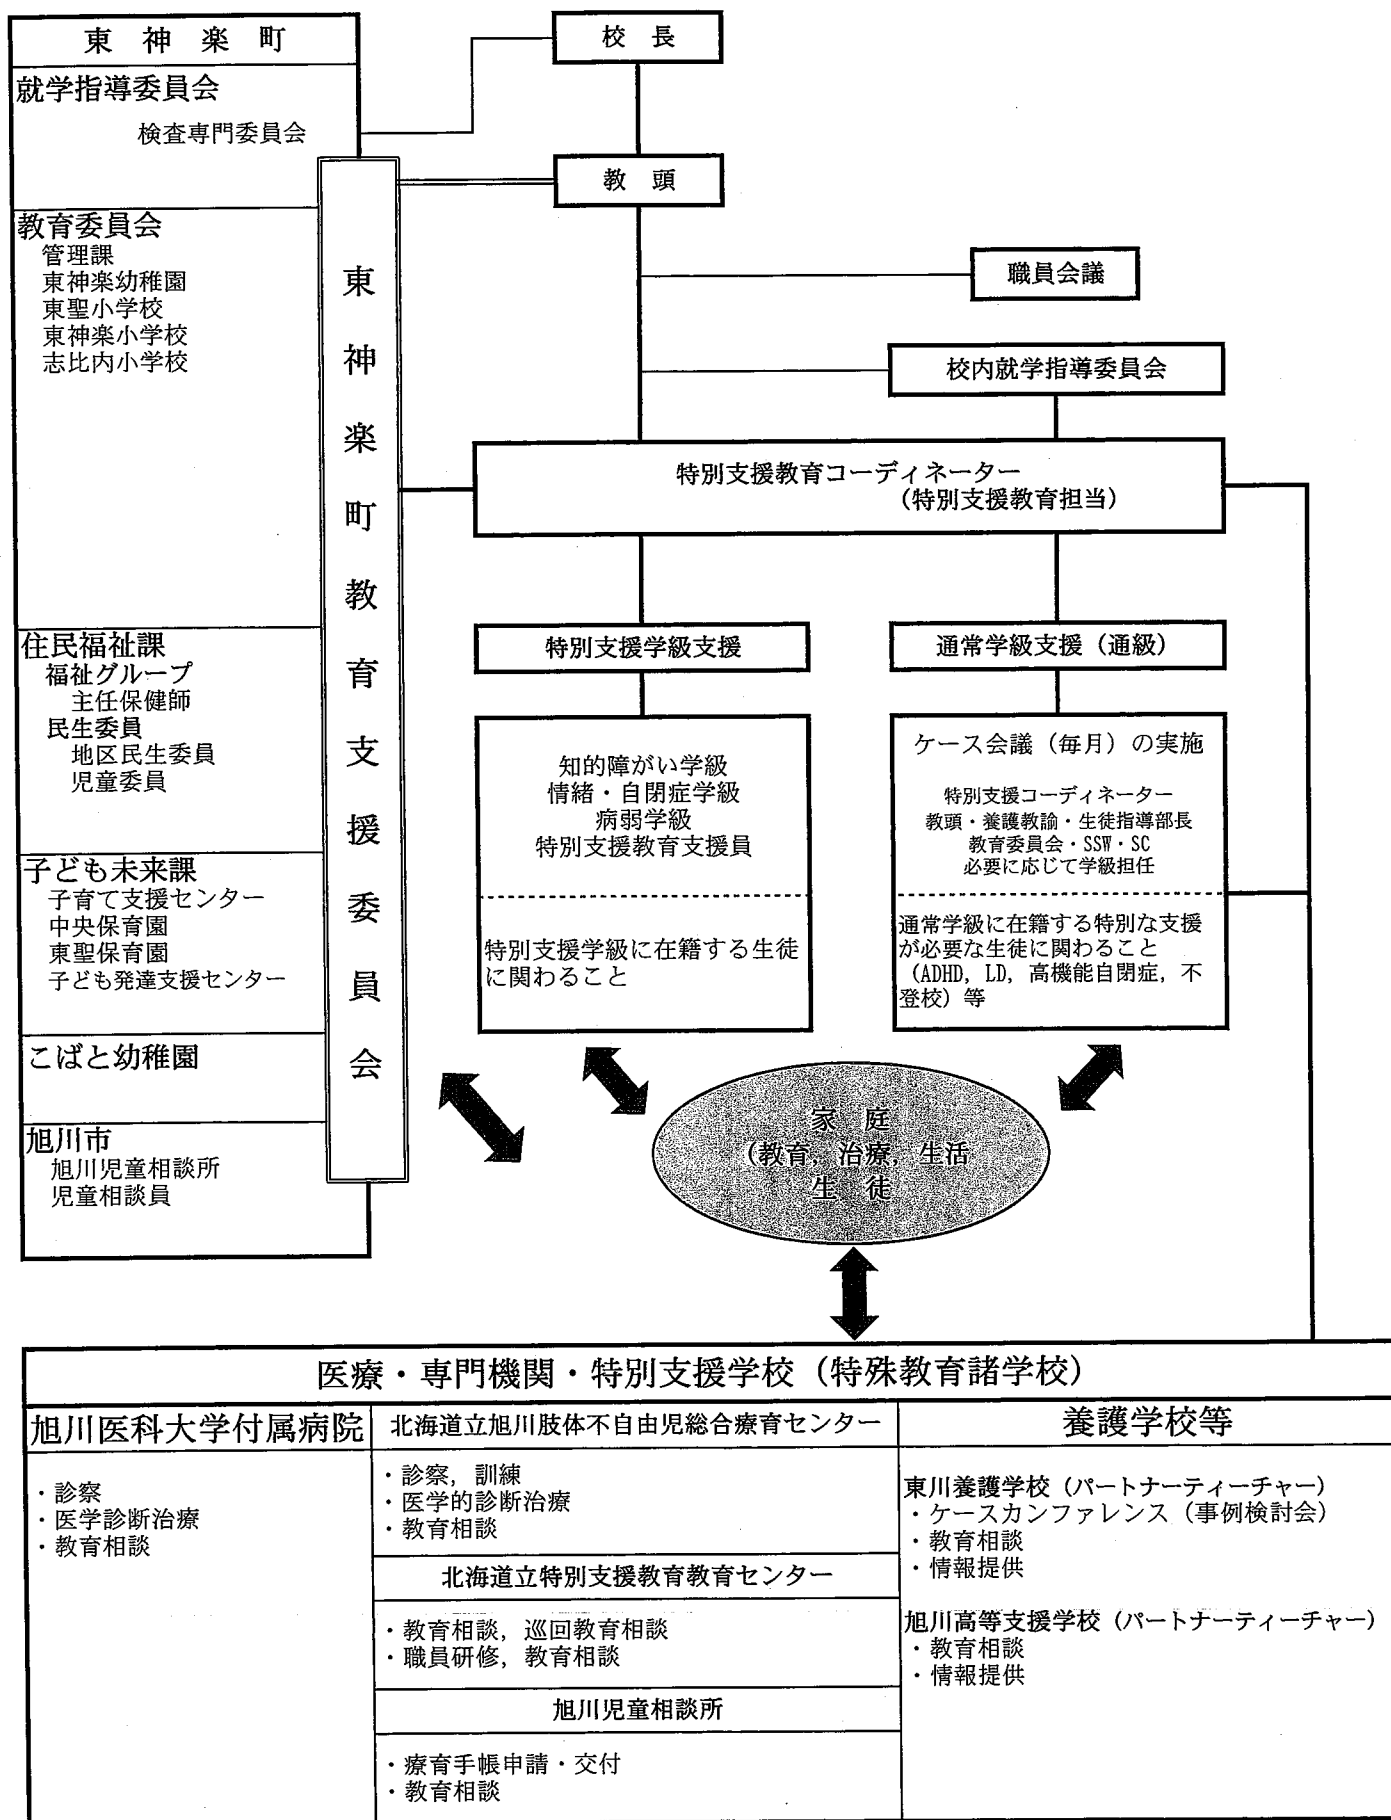 東神楽町
就学指導委員会
検査専門委員会
教育委員会
管理課
東神楽幼稚園
東聖小学校
東神楽小学校
志比内小学校
住民福祉課
福祉グループ
主任保健師
民生委員
地区民生委員
児童委員
子ども未来課
子育て支援センター
中央保育園
東聖保育園
子ども発達支援センター
こばと幼稚園
旭川市
旭川児童相談所
児童相談員
東神楽町教育支援委員会
校長
教頭
職員会議
校内就学指導委員会
特別支援教育コーディネーター
(特別支援教育担当)
特別支援学級支援
知的障がい学級
情緒・自閉症学級
病弱学級
特別支援教育支援員
特別支援学級に在籍する生徒
に関わること
通常学級支援（通級）
ケース会議（毎月）の実施
特別支援コーディネーター
教頭・養護教諭・生徒指導部長
教育委員会・SSW・SC
必要に応じて学級担任
通常学級に在籍する特別な支援
が必要な生徒に関わること
（ADHD, LD, 高機能自閉症, 不
登校）等
家庭
(教育, 治療, 生活
生徒
医療・専門機関・特別支援学校（特殊教育諸学校）
旭川医科大学付属病院
・診察
・医学診断治療
・教育相談
北海道立旭川肢体不自由児総合療育センター
・診察, 訓練
・医学的診断治療
・教育相談
北海道立特別支援教育教育センター
・教育相談, 巡回教育相談
・職員研修, 教育相談
旭川児童相談所
・療育手帳申請・交付
・教育相談
養護学校等
東川養護学校（パートナーティーチャー）
・ケースカンファレンス（事例検討会）
・教育相談
・情報提供
旭川高等支援学校（パートナーティーチャー）
・教育相談
・情報提供